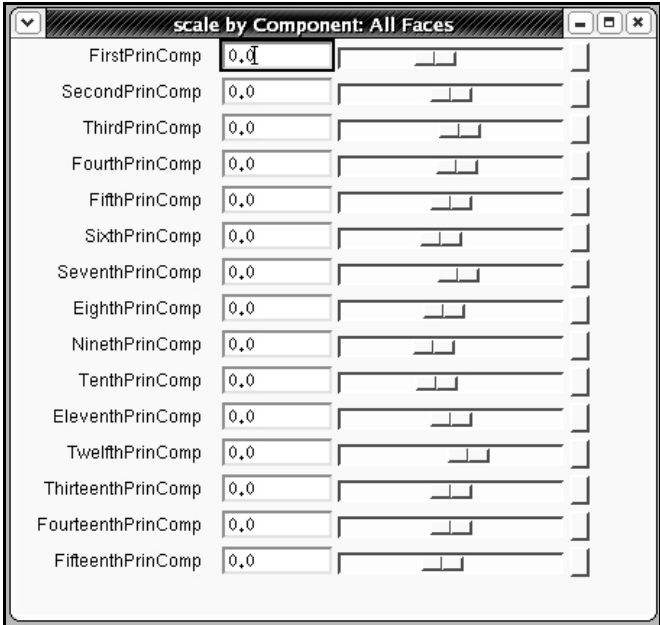 scale by Component: All Faces
FirstPrinComp 0.0
SecondPrinComp 0.0
ThirdPrinComp 0.0
FourthPrinComp 0.0
FifthPrinComp 0.0
SixthPrinComp 0.0
SeventhPrinComp 0.0
EighthPrinComp 0.0
NinethPrinComp 0.0
TenthPrinComp 0.0
EleventhPrinComp 0.0
TwelfthPrinComp 0.0
ThirteenthPrinComp 0.0
FourteenthPrinComp 0.0
FifteenthPrinComp 0.0